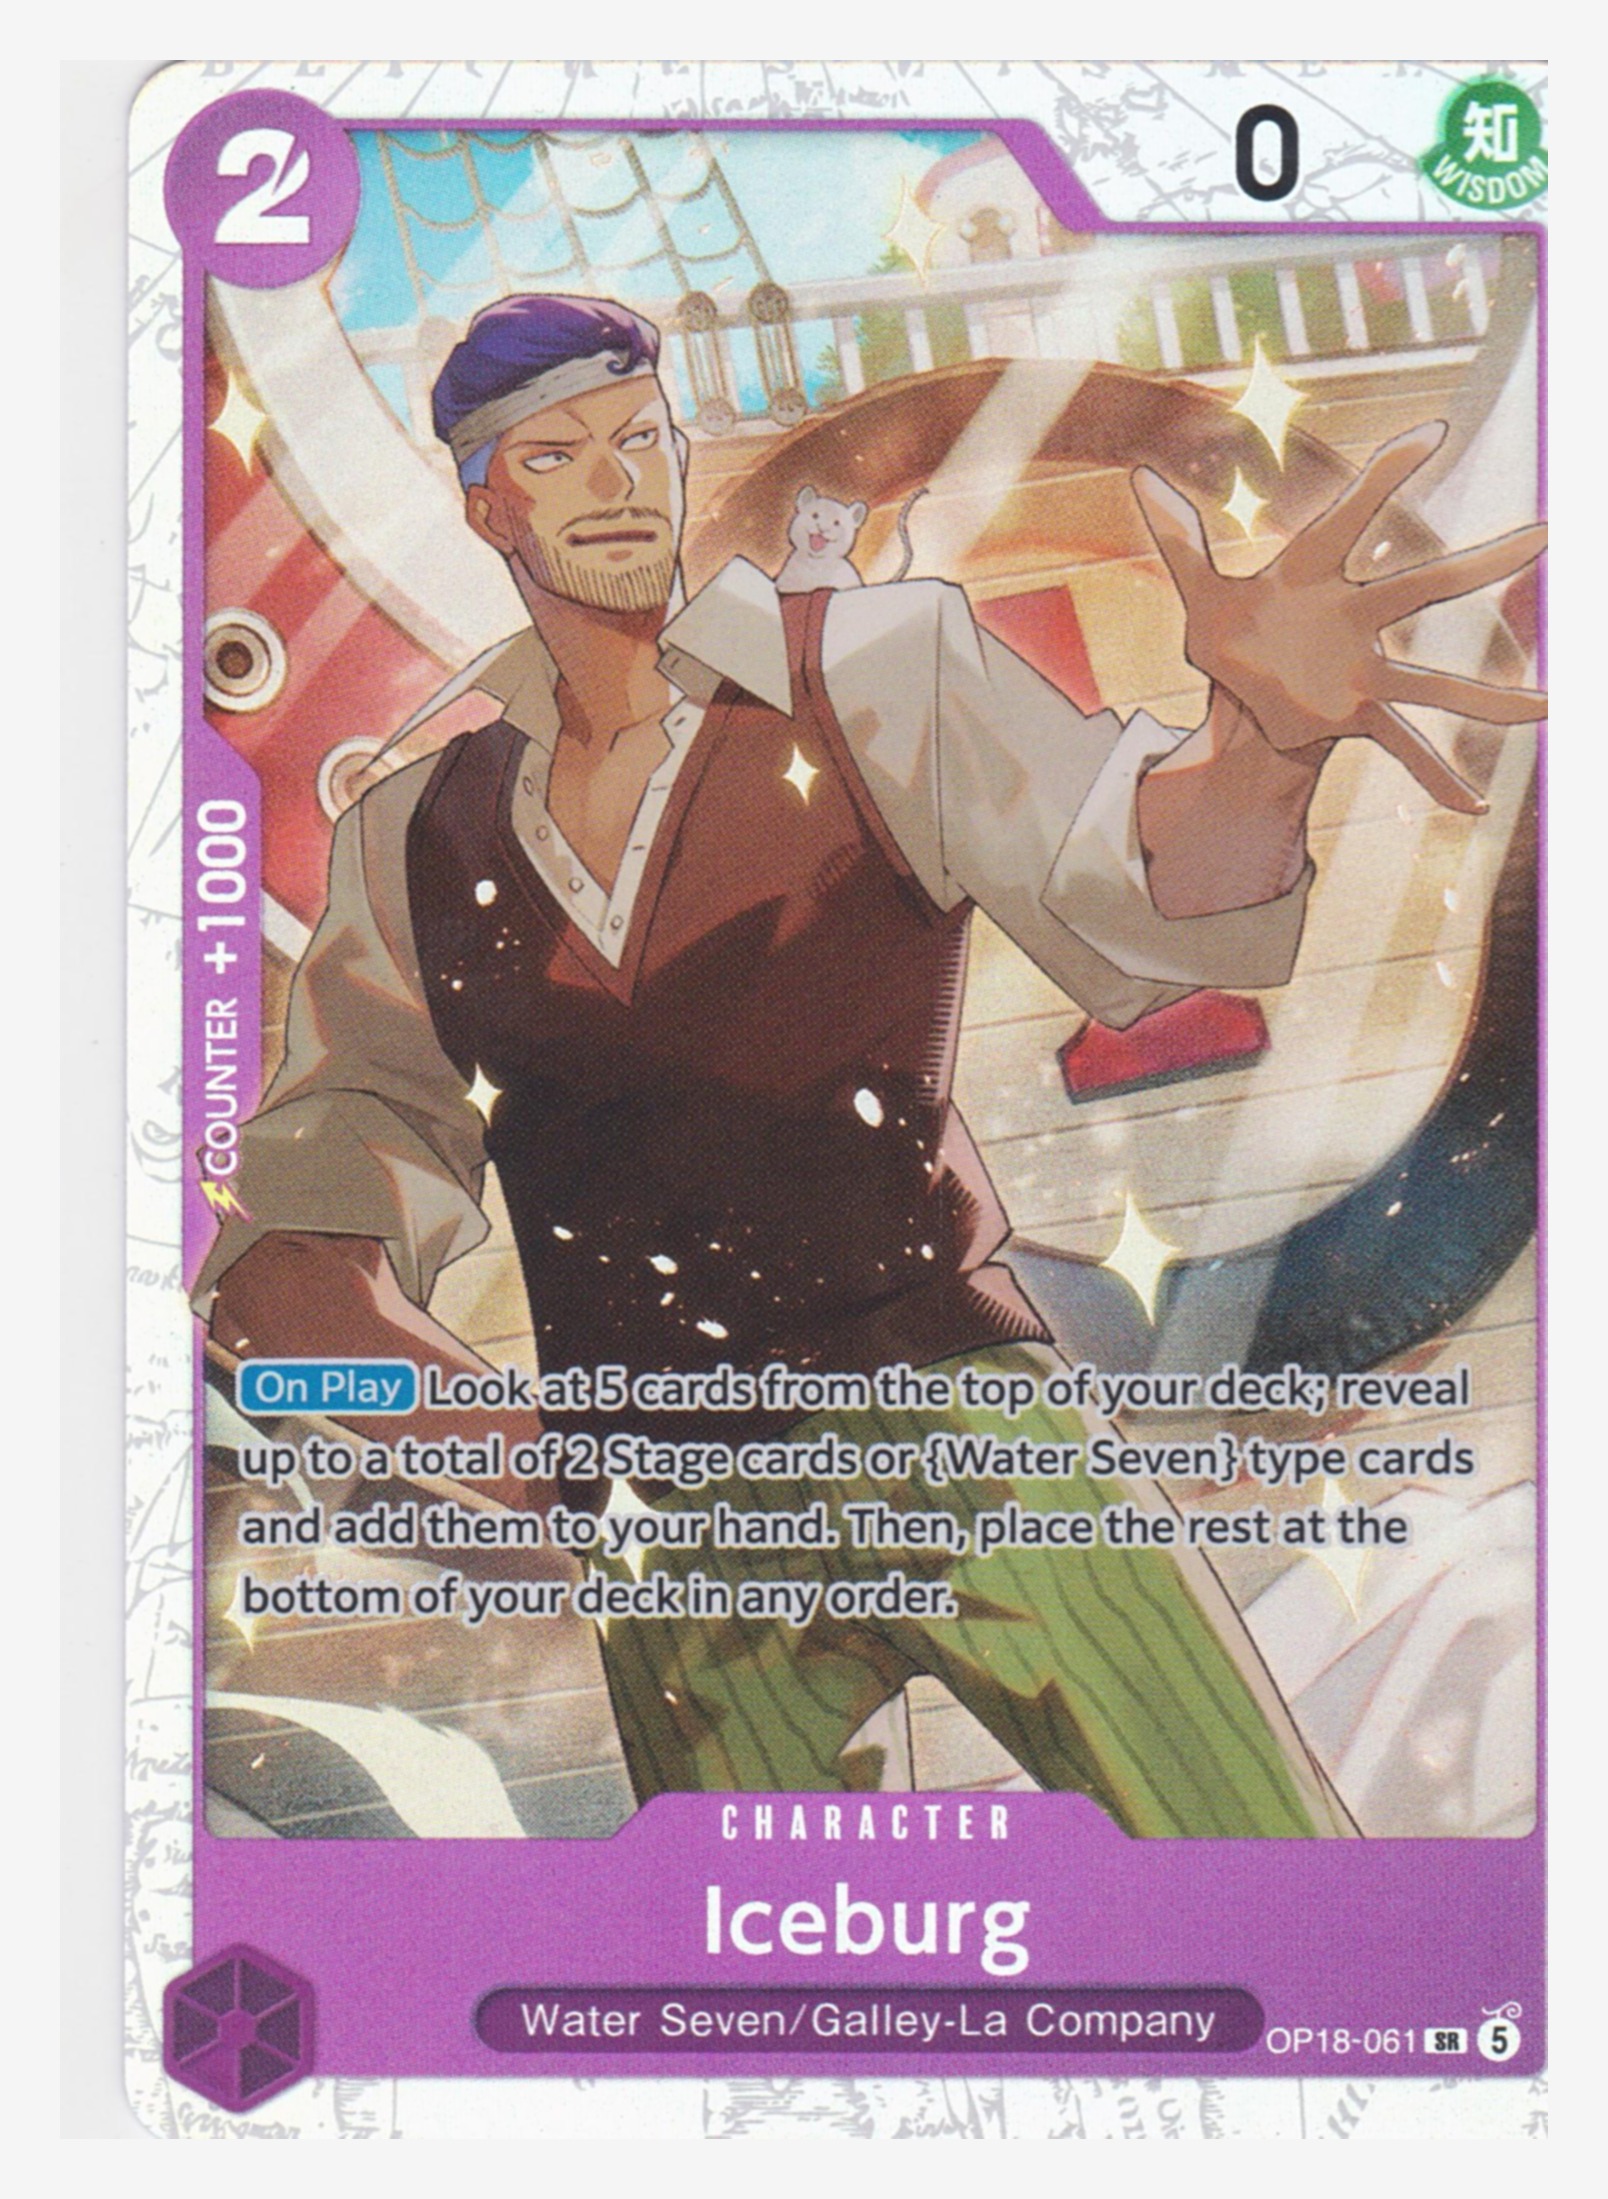 2
0
知
WISDOM
COUNTER +1000
On Play Look at 5 cards from the top of your deck; reveal
up to a total of 2 Stage cards or {Water Seven} type cards
and add them to your hand. Then, place the rest at the
bottom of your deck in any order.
CHARACTER
Iceburg
Water Seven/Galley-La Company
OP18-061 SR 5